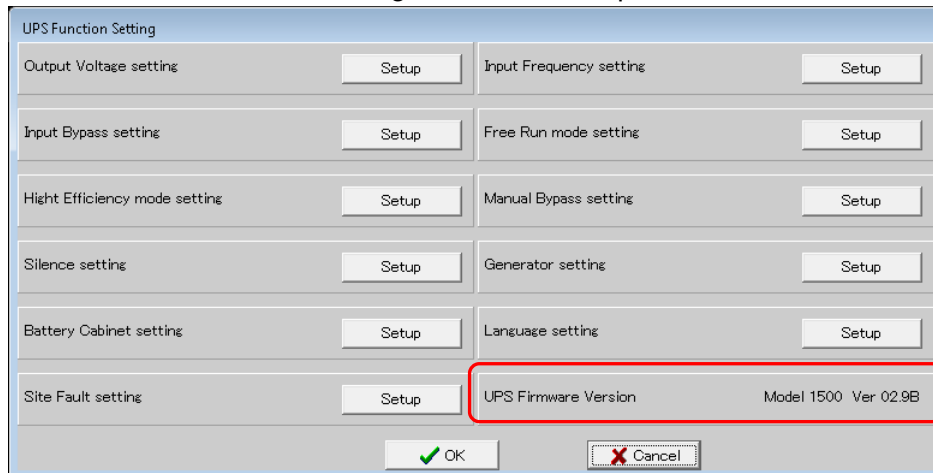 UPS Function Setting
Output Voltage setting Setup Input Frequency setting Setup
Input Bypass setting Setup Free Run mode setting Setup
Hight Efficiency mode setting Setup Manual Bypass setting Setup
Silence setting Setup Generator setting Setup
Battery Cabinet setting Setup Language setting Setup
Site Fault setting Setup UPS Firmware Version Model 1500 Ver 02.9B
OK Cancel